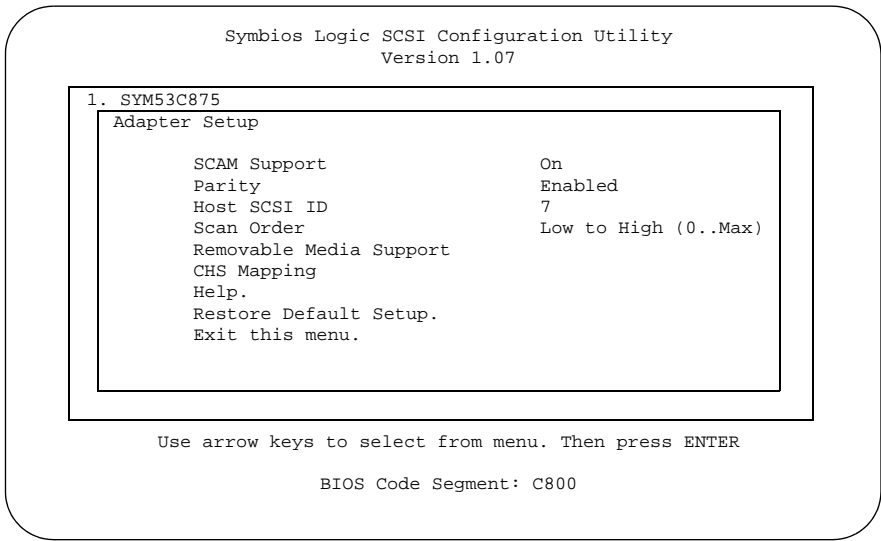 Symbios Logic SCSI Configuration Utility
Version 1.07
1. SYM53C875
Adapter Setup
SCAM Support On
Parity Enabled
Host SCSI ID 7
Scan Order Low to High (0..Max)
Removable Media Support
CHS Mapping
Help.
Restore Default Setup.
Exit this menu.
Use arrow keys to select from menu. Then press ENTER
BIOS Code Segment: C800